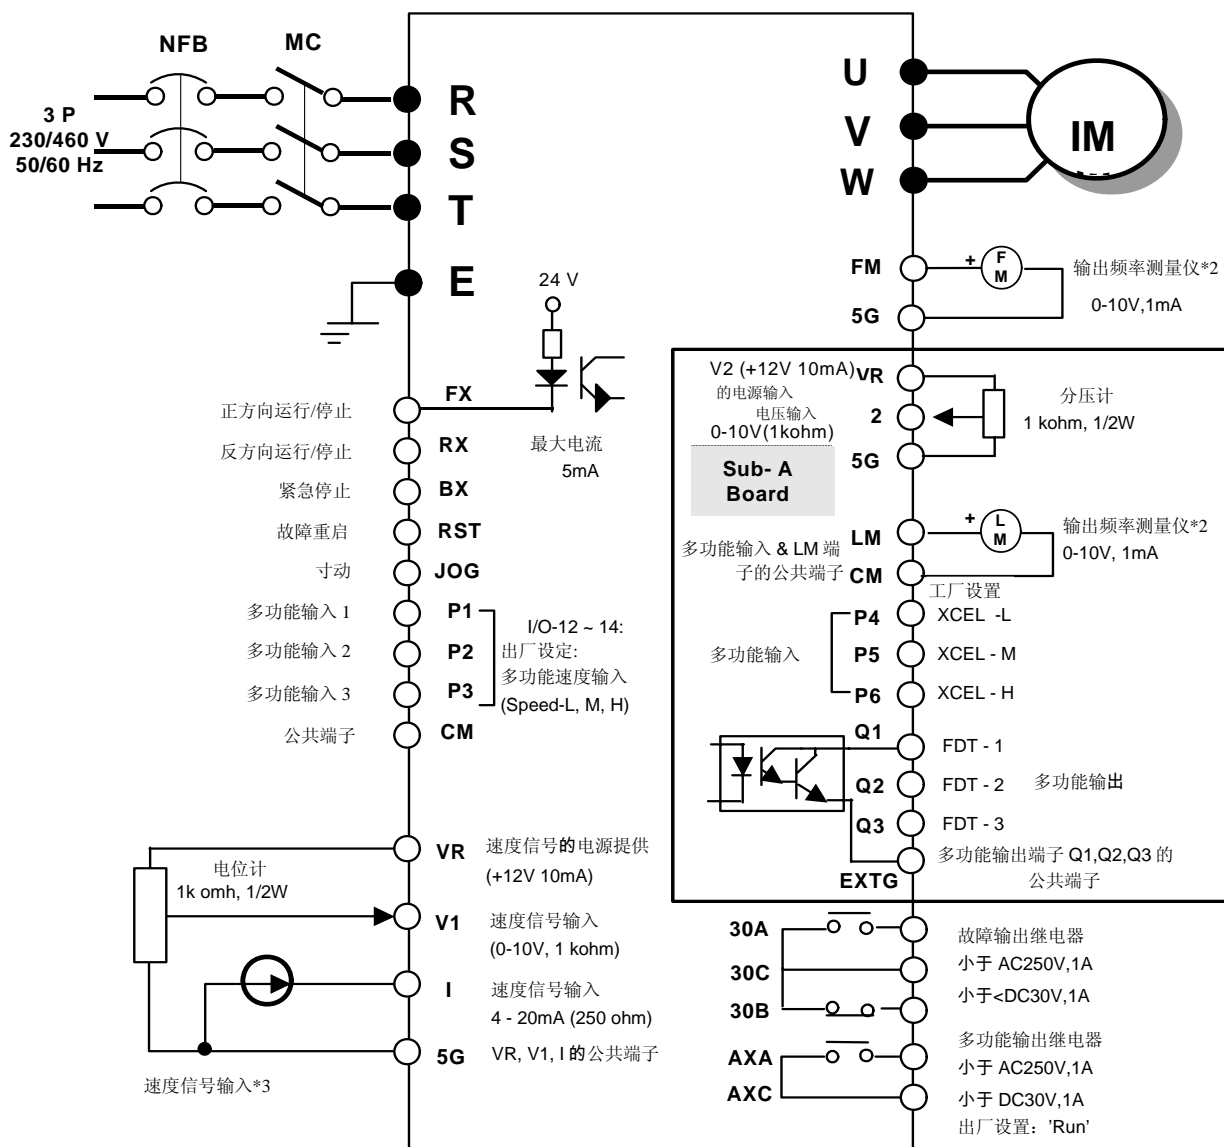 NFB
MC
3 P
230/460 V
50/60 Hz
R
S
T
E
U
V
W
IM
24 V
FX
最大电流
5mA
正方向运行/停止
反方向运行/停止
RX
紧急停止
BX
故障重启
RST
寸动
JOG
多功能输入 1
P1
多功能输入 2
P2
多功能输入 3
P3
公共端子
CM
I/O-12 ~ 14:
出厂设定:
多功能速度输入
(Speed-L, M, H)
电位计
1k omh, 1/2W
VR
速度信号的电源提供
(+12V 10mA)
V1
速度信号输入
(0-10V, 1 kohm)
I
速度信号输入
4 - 20mA (250 ohm)
5G
VR, V1, I 的公共端子
速度信号输入*3
FM
+
F
M
输出频率测量仪*2
0-10V,1mA
5G
V2 (+12V 10mA)
的电源输入
VR
电压输入
0-10V(1kohm)
2
分压计
1 kohm, 1/2W
5G
Sub- A
Board
LM
+
L
M
输出频率测量仪*2
0-10V, 1mA
多功能输入 & LM 端
子的公共端子
CM
工厂设置
P4
XCEL -L
多功能输入
P5
XCEL - M
P6
XCEL - H
Q1
FDT - 1
Q2
FDT - 2
多功能输出
Q3
FDT - 3
EXTG
多功能输出端子 Q1,Q2,Q3 的
公共端子
30A
故障输出继电器
30C
小于 AC250V,1A
30B
小于<DC30V,1A
AXA
多功能输出继电器
小于 AC250V,1A
AXC
小于 DC30V,1A
出厂设置：'Run'